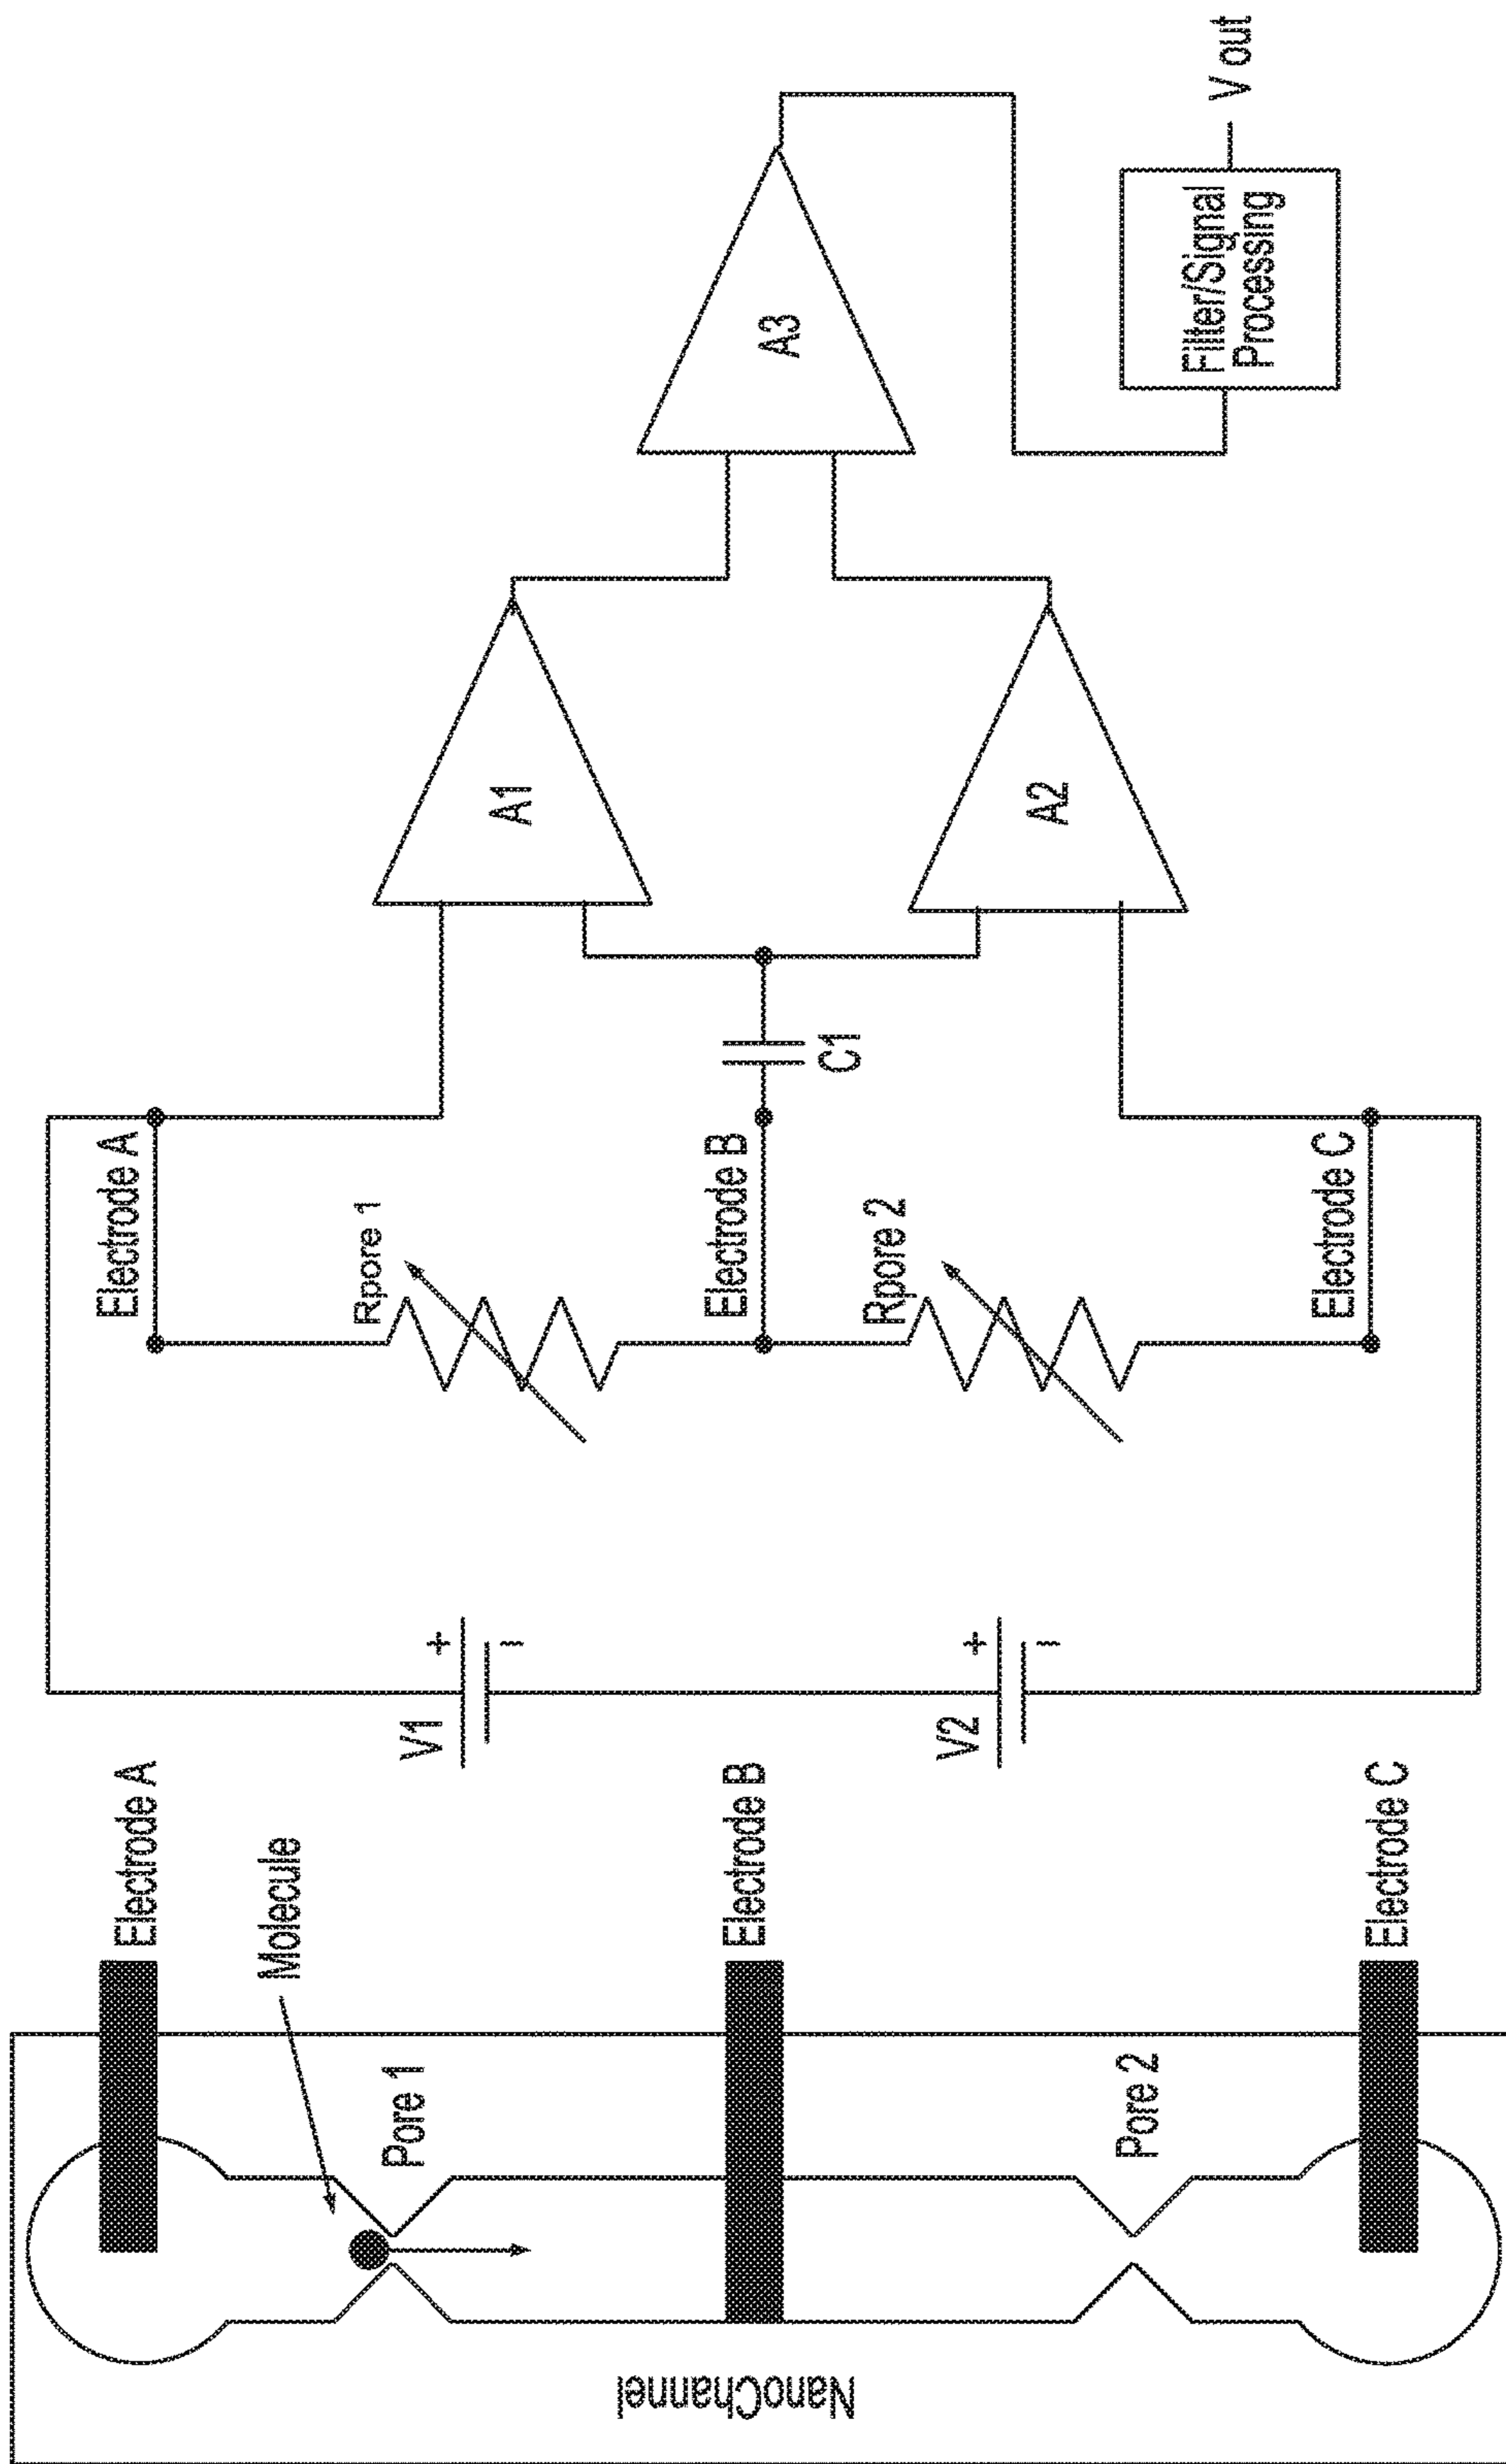 NanoChannel
Electrode A
Molecule
Pore 1
Electrode B
Pore 2
Electrode C
V1
+
-
V2
+
-
Electrode A
Rpore 1
Electrode B
Rpore 2
Electrode C
C1
A1
A2
A3
Filter/Signal
Processing
V out